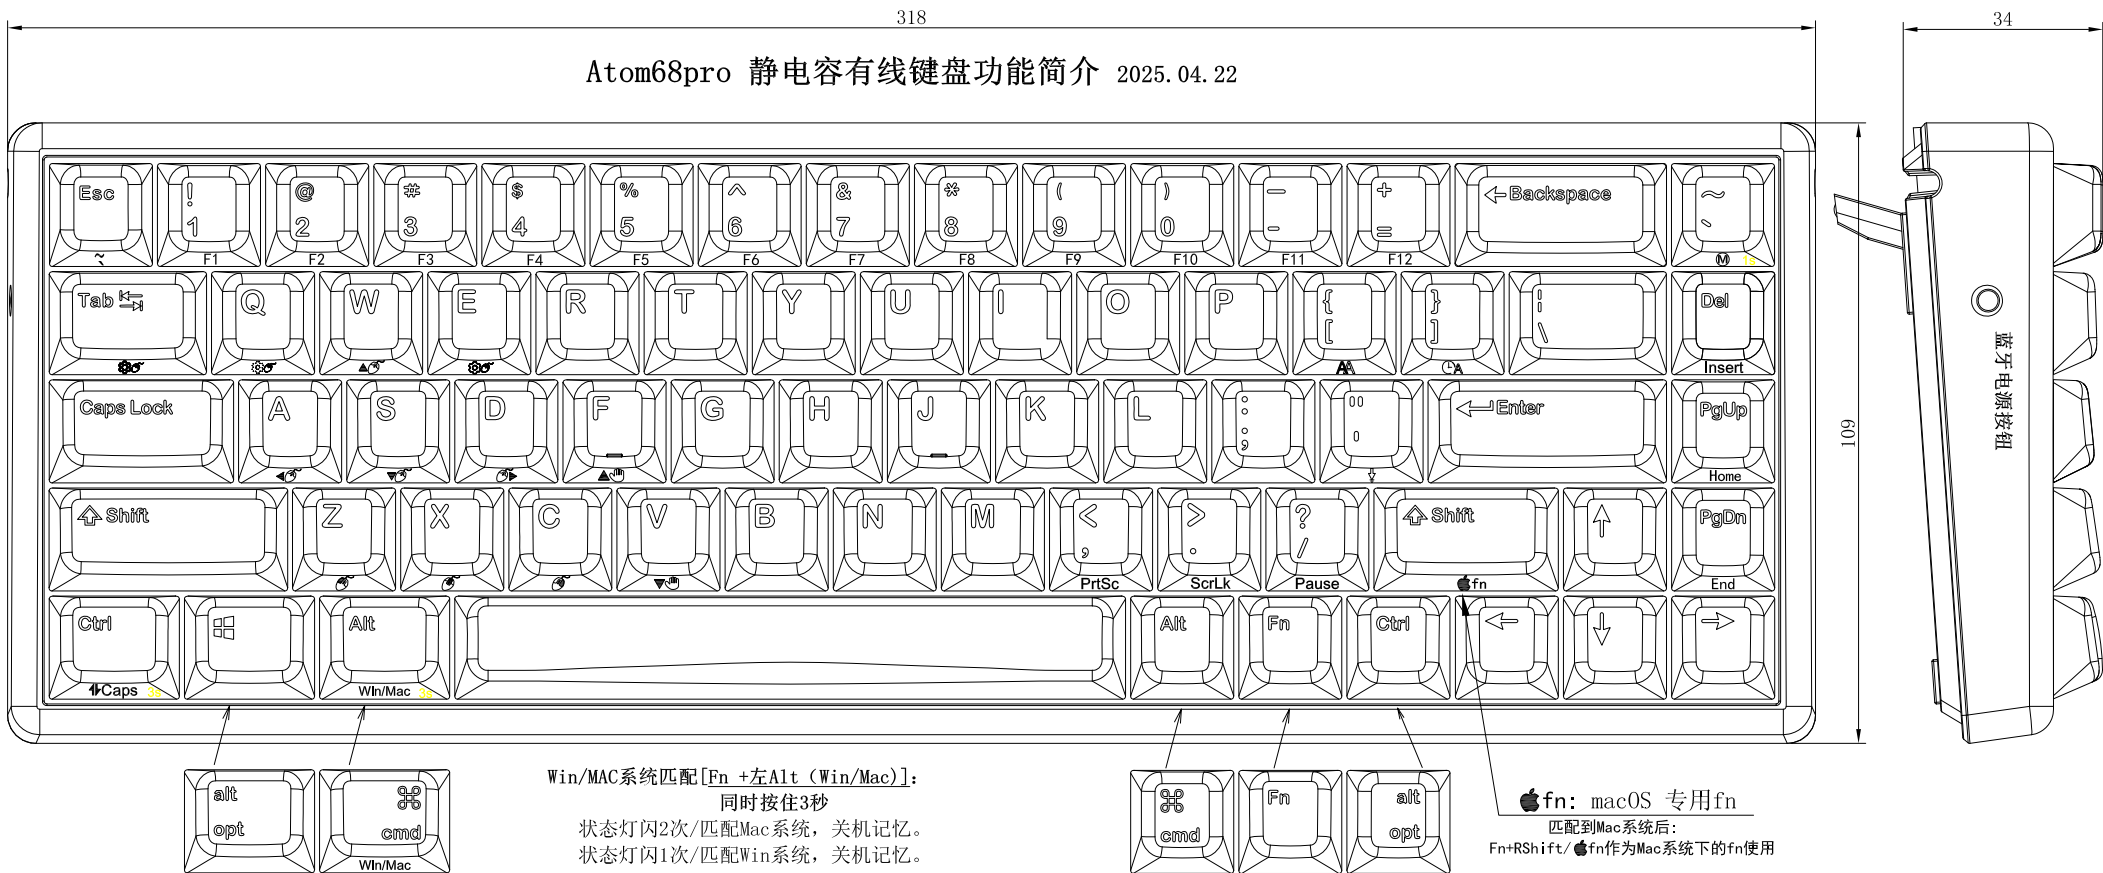 318
34
Atom68pro 静电容有线键盘功能简介 2025.04.22
Esc ! 1 @ 2 # 3 $ 4 % 5 ^ 6 & 7 * 8 ( 9 ) 0 — - + = ←Backspace ~ `
~ ` F1 F2 F3 F4 F5 F6 F7 F8 F9 F10 F11 F12 Ⓜ 1s
Tab Q W E R T Y U I O P { [ } ] ¦ \ Del
AA A Insert
蓝牙电源按钮
Caps Lock A S D F G H J K L : ; " ' Enter PgUp
Home
109
Shift Z X C V B N M < , > . ? / Shift ↑ PgDn
PrtSc ScrLk Pause fn End
Ctrl Alt Alt Fn Ctrl ← ↓ →
Caps 3s WIn/Mac 3s
alt opt ⌘ cmd
WIn/Mac
Win/MAC系统匹配[Fn +左Alt（Win/Mac)]:
同时按住3秒
状态灯闪2次/匹配Mac系统，关机记忆。
状态灯闪1次/匹配Win系统，关机记忆。
⌘ cmd Fn alt opt
fn: macOS 专用fn
匹配到Mac系统后:
Fn+RShift/fn作为Mac系统下的fn使用